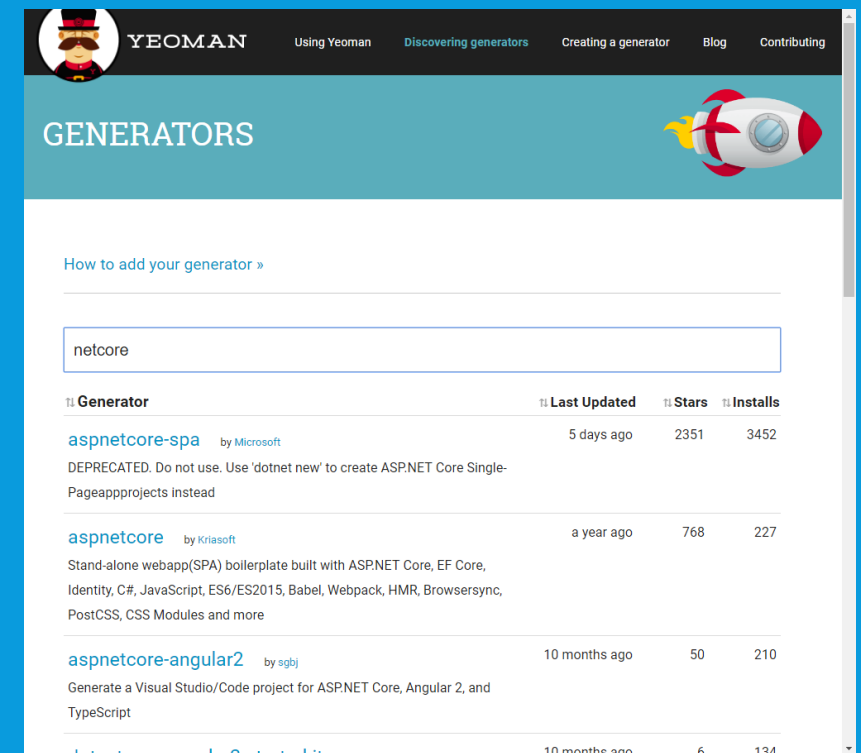 YEOMAN
Using Yeoman Discovering generators Creating a generator Blog Contributing
GENERATORS
How to add your generator »
netcore
Generator Last Updated Stars Installs
aspnetcore-spa by Microsoft 5 days ago 2351 3452
DEPRECATED. Do not use. Use 'dotnet new' to create ASP.NET Core Single-
Pageappprojects instead
aspnetcore by Kriasoft a year ago 768 227
Stand-alone webapp(SPA) boilerplate built with ASP.NET Core, EF Core,
Identity, C#, JavaScript, ES6/ES2015, Babel, Webpack, HMR, Browsersync,
PostCSS, CSS Modules and more
aspnetcore-angular2 by sgbj 10 months ago 50 210
Generate a Visual Studio/Code project for ASP.NET Core, Angular 2, and
TypeScript
10 months ago 6 134